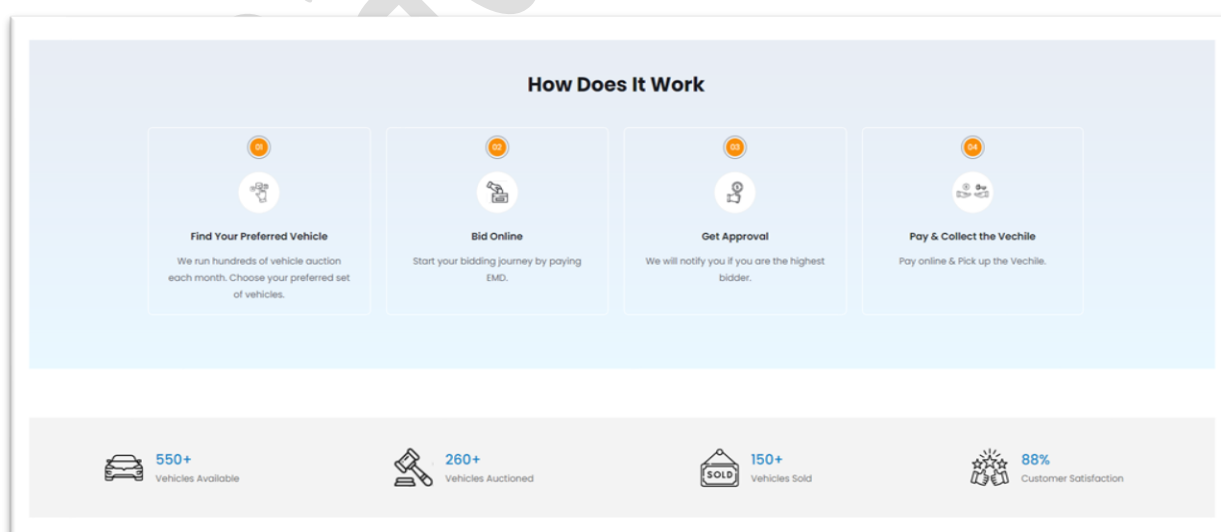 How Does It Work
01
02
03
04
Find Your Preferred Vehicle
We run hundreds of vehicle auction
each month. Choose your preferred set
of vehicles.
Bid Online
Start your bidding journey by paying
EMD.
Get Approval
We will notify you if you are the highest
bidder.
Pay & Collect the Vechile
Pay online & Pick up the Vechile.
550+
Vehicles Available
260+
Vehicles Auctioned
SOLD
150+
Vehicles Sold
88%
Customer Satisfaction